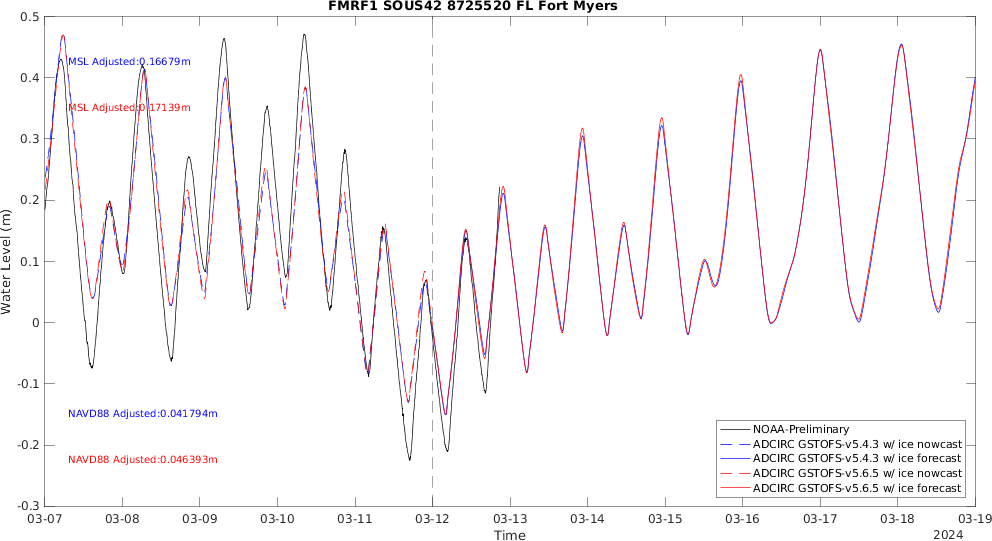 FMRF1 SOUS42 8725520 FL Fort Myers
Water Level (m)
0.5
0.4
0.3
0.2
0.1
0
-0.1
-0.2
-0.3
MSL Adjusted:0.16679m
MSL Adjusted:0.17139m
NAVD88 Adjusted:0.041794m
NAVD88 Adjusted:0.046393m
NOAA-Preliminary
ADCIRC GSTOFS-v5.4.3 w/ ice nowcast
ADCIRC GSTOFS-v5.4.3 w/ ice forecast
ADCIRC GSTOFS-v5.6.5 w/ ice nowcast
ADCIRC GSTOFS-v5.6.5 w/ ice forecast
03-07 03-08 03-09 03-10 03-11 03-12 03-13 03-14 03-15 03-16 03-17 03-18 03-19
Time
2024